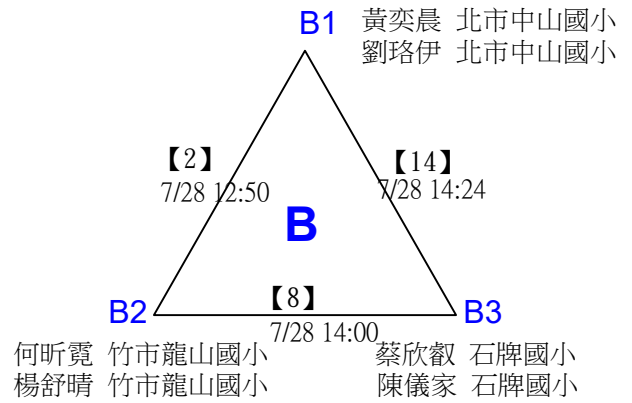 B1 黃奕晨 北市中山國小
劉珞伊 北市中山國小
【2】
7/28 12:50
【14】
7/28 14:24
B
【8】
7/28 14:00
B2
B3
何昕霓 竹市龍山國小
楊舒晴 竹市龍山國小
蔡欣叡 石牌國小
陳儀家 石牌國小